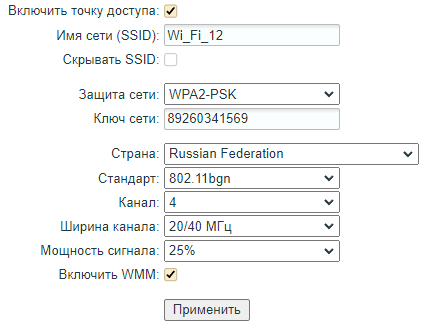 Включить точку доступа:
Имя сети (SSID): Wi_Fi_12
Скрывать SSID:
Защита сети: WPA2-PSK
Ключ сети: 89260341569
Страна: Russian Federation
Стандарт: 802.11bgn
Канал: 4
Ширина канала: 20/40 МГц
Мощность сигнала: 25%
Включить WMM:
Применить